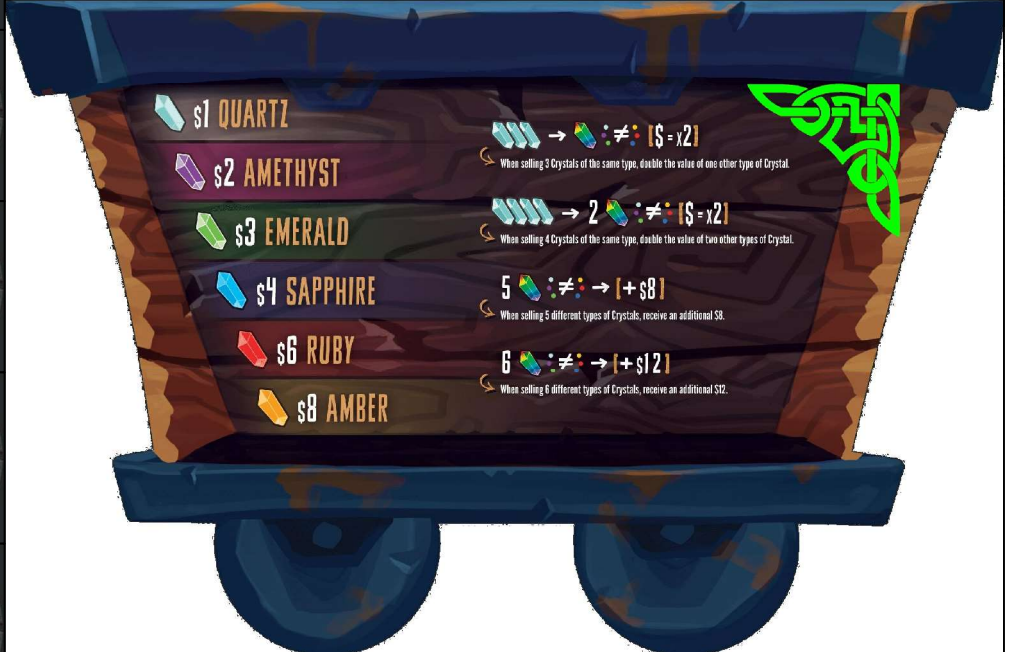 $1 QUARTZ
$2 AMETHYST
$3 EMERALD
$4 SAPPHIRE
$6 RUBY
$8 AMBER
→ : ≠ : [$ = x2]
When selling 3 Crystals of the same type, double the value of one other type of Crystal.
→ 2 : ≠ : [$ = x2]
When selling 4 Crystals of the same type, double the value of two other types of Crystal.
5 : ≠ : → [+$8]
When selling 5 different types of Crystals, receive an additional $8.
6 : ≠ : → [+$12]
When selling 6 different types of Crystals, receive an additional $12.